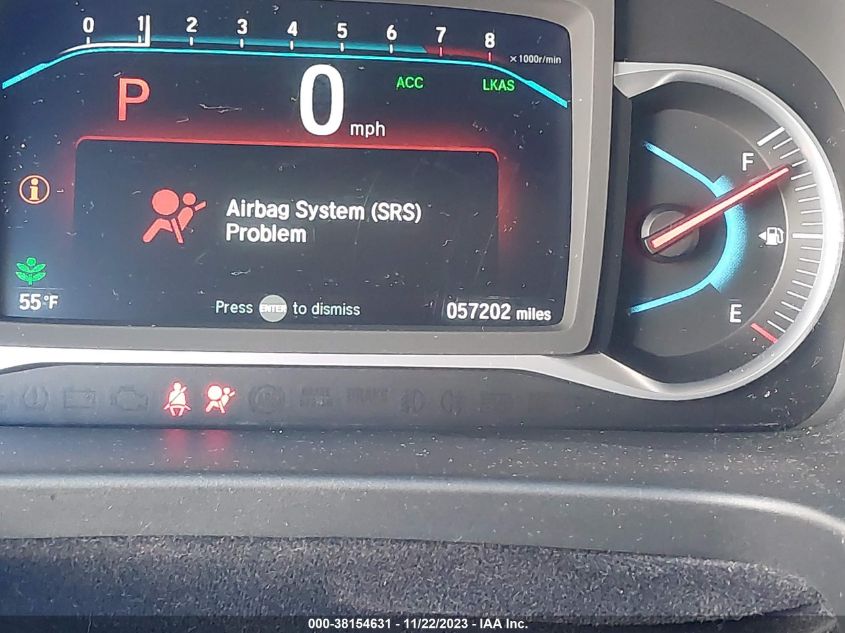 0 1 2 3 4 5 6 7 8
×1000r/min
P 0 mph
ACC LKAS
F
Airbag System (SRS)
Problem
E
55°F
Press ENTER to dismiss
057202 miles
BRAKE
000-38154631 - 11/22/2023 - IAA Inc.